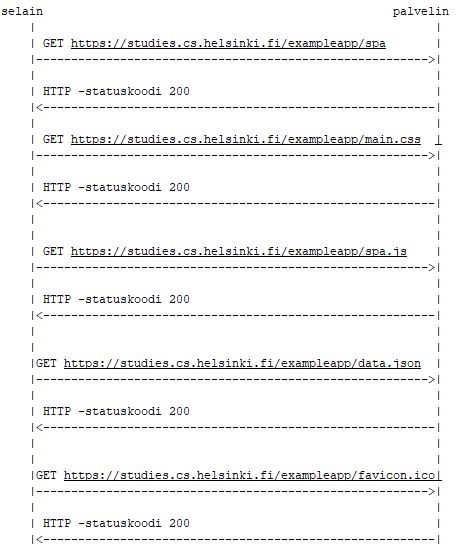 selain palvelin
GET https://studies.cs.helsinki.fi/exampleapp/spa
HTTP -statuskoodi 200
GET https://studies.cs.helsinki.fi/exampleapp/main.css
HTTP -statuskoodi 200
GET https://studies.cs.helsinki.fi/exampleapp/spa.js
HTTP -statuskoodi 200
GET https://studies.cs.helsinki.fi/exampleapp/data.json
HTTP -statuskoodi 200
GET https://studies.cs.helsinki.fi/exampleapp/favicon.ico
HTTP -statuskoodi 200